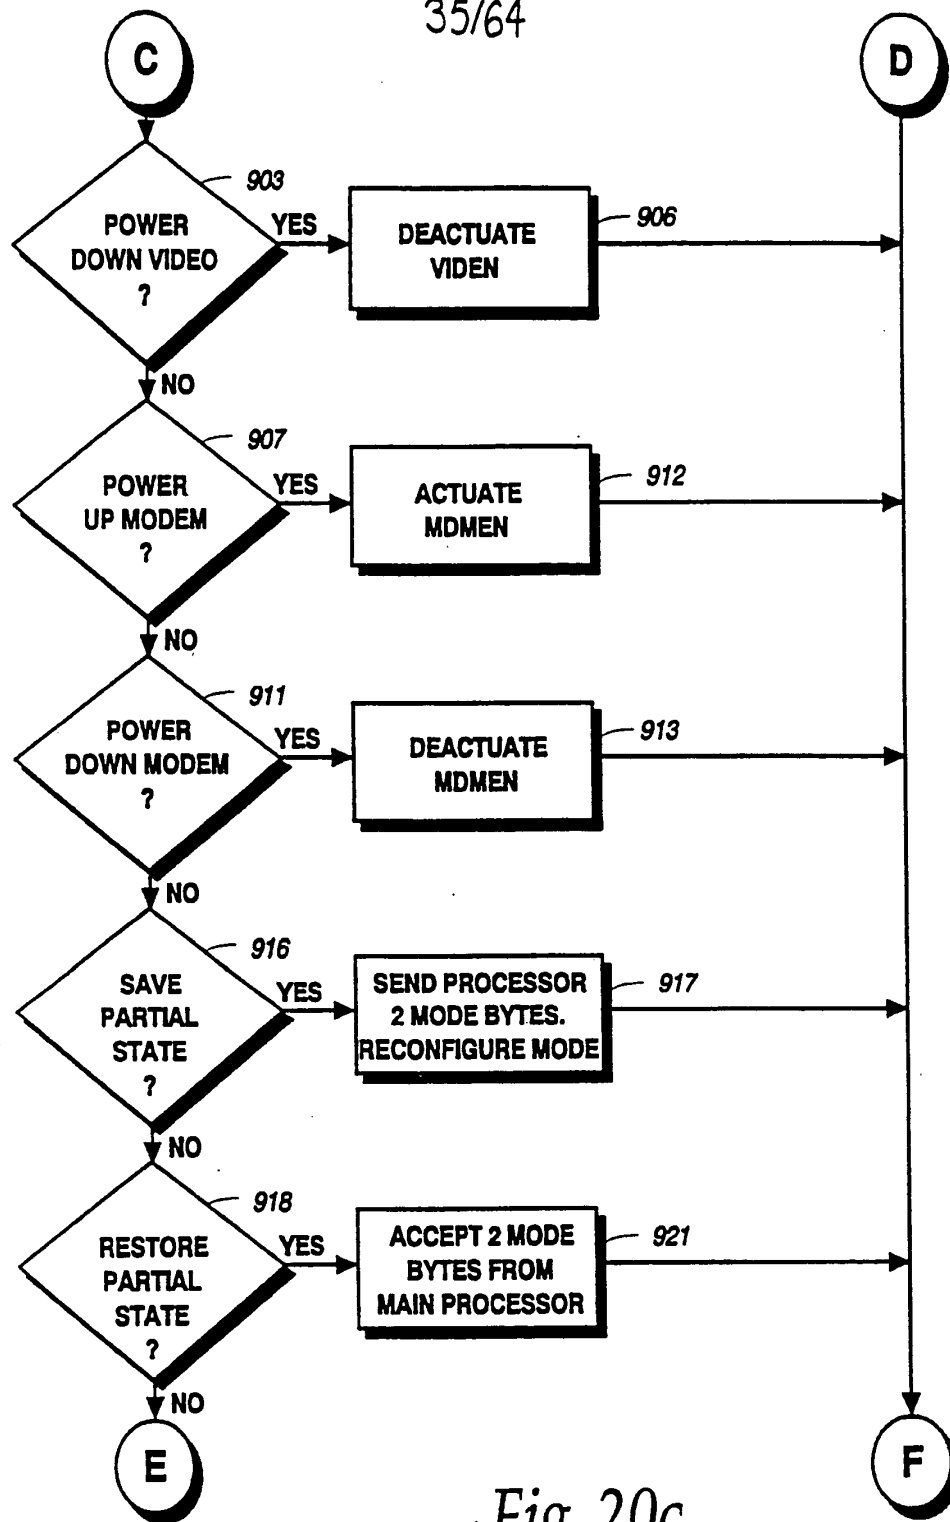 35/64
C
D
903
POWER
DOWN VIDEO
?
YES
DEACTUATE
VIDEN
906
NO
907
POWER
UP MODEM
?
YES
ACTUATE
MDMEN
912
NO
911
POWER
DOWN MODEM
?
YES
DEACTUATE
MDMEN
913
NO
916
SAVE
PARTIAL
STATE
?
YES
SEND PROCESSOR
2 MODE BYTES.
RECONFIGURE MODE
917
NO
918
RESTORE
PARTIAL
STATE
?
YES
ACCEPT 2 MODE
BYTES FROM
MAIN PROCESSOR
921
NO
E
F
Fig. 20c